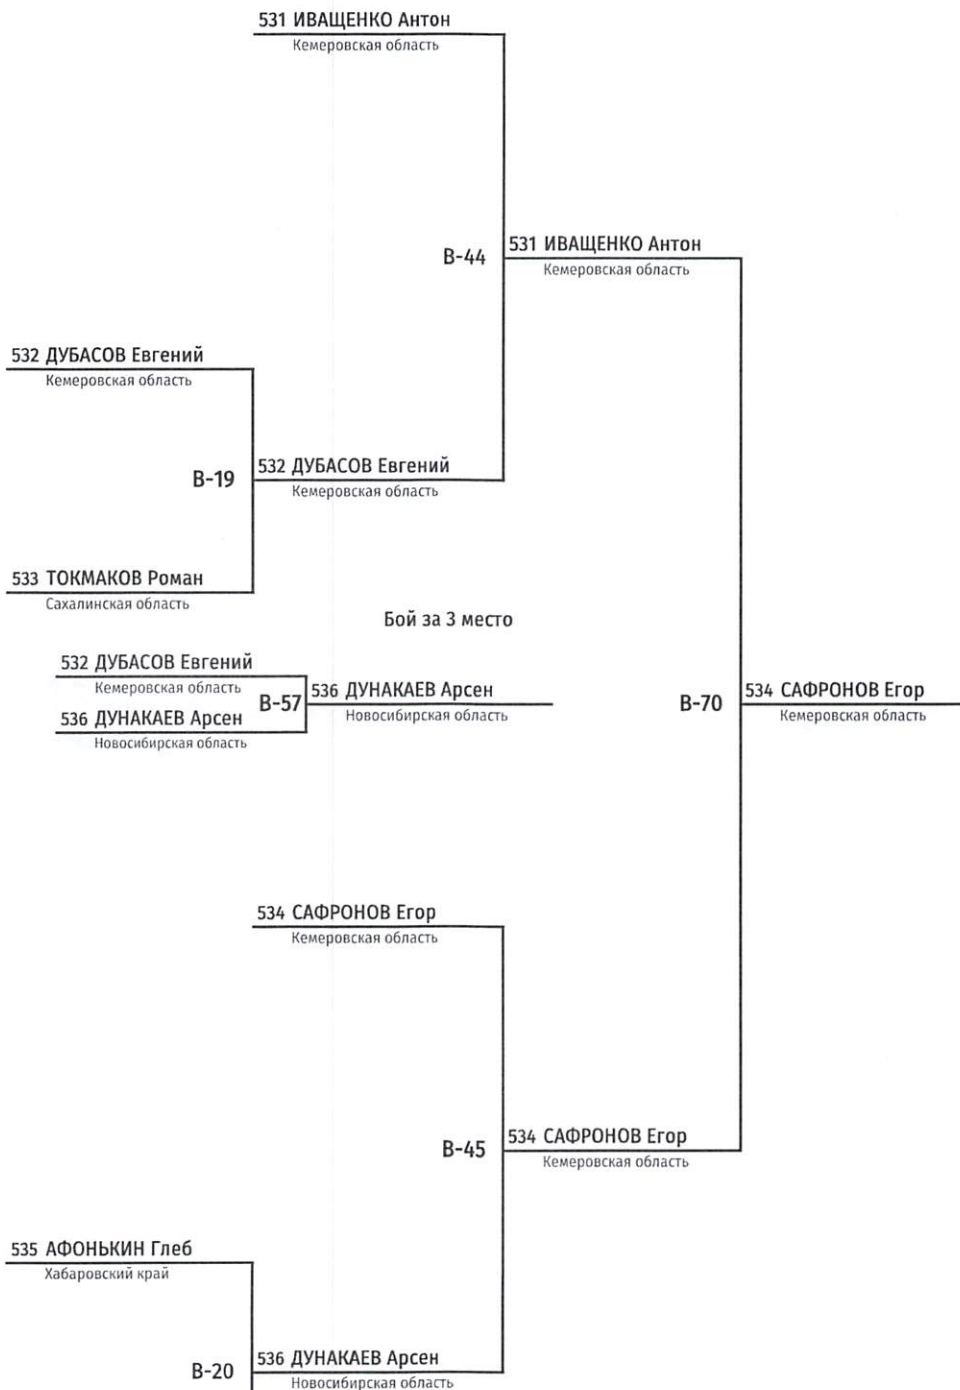 531 ИВАЩЕНКО Антон
Кемеровская область
B-44
531 ИВАЩЕНКО Антон
Кемеровская область
532 ДУБАСОВ Евгений
Кемеровская область
B-19
532 ДУБАСОВ Евгений
Кемеровская область
533 ТОКМАКОВ Роман
Сахалинская область
Бой за 3 место
532 ДУБАСОВ Евгений
Кемеровская область
B-57
536 ДУНАКАЕВ Арсен
Новосибирская область
536 ДУНАКАЕВ Арсен
Новосибирская область
B-70
534 САФРОНОВ Егор
Кемеровская область
534 САФРОНОВ Егор
Кемеровская область
B-45
534 САФРОНОВ Егор
Кемеровская область
535 АФОНЬКИН Глеб
Хабаровский край
B-20
536 ДУНАКАЕВ Арсен
Новосибирская область